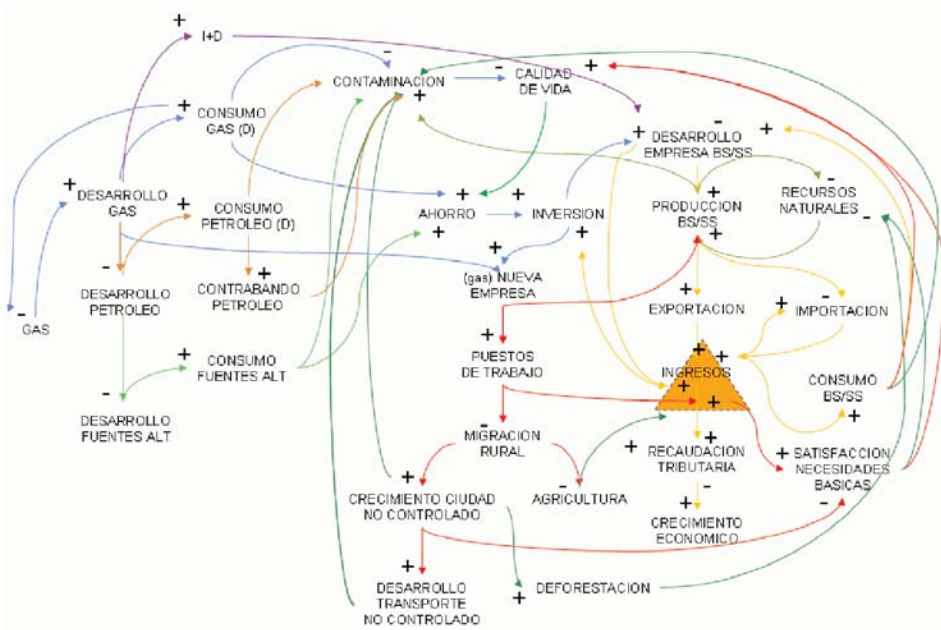 I+D
CONTAMINACION
CALIDAD
DE VIDA
CONSUMO
GAS (D)
DESARROLLO
EMPRESA BS/SS
DESARROLLO
GAS
CONSUMO
PETROLEO (D)
AHORRO
INVERSION
PRODUCCION
BS/SS
RECURSOS
NATURALES
DESARROLLO
PETROLEO
CONTRABANDO
PETROLEO
(gas) NUEVA
EMPRESA
GAS
EXPORTACION
IMPORTACION
CONSUMO
FUENTES ALT
PUESTOS
DE TRABAJO
INGRESOS
CONSUMO
BS/SS
DESARROLLO
FUENTES ALT
MIGRACION
RURAL
RECAUDACION
TRIBUTARIA
SATISFACCION
NECESIDADES
BASICAS
CRECIMIENTO CIUDAD
NO CONTROLADO
AGRICULTURA
CRECIMIENTO
ECONOMICO
DESARROLLO
TRANSPORTE
NO CONTROLADO
DEFORESTACION